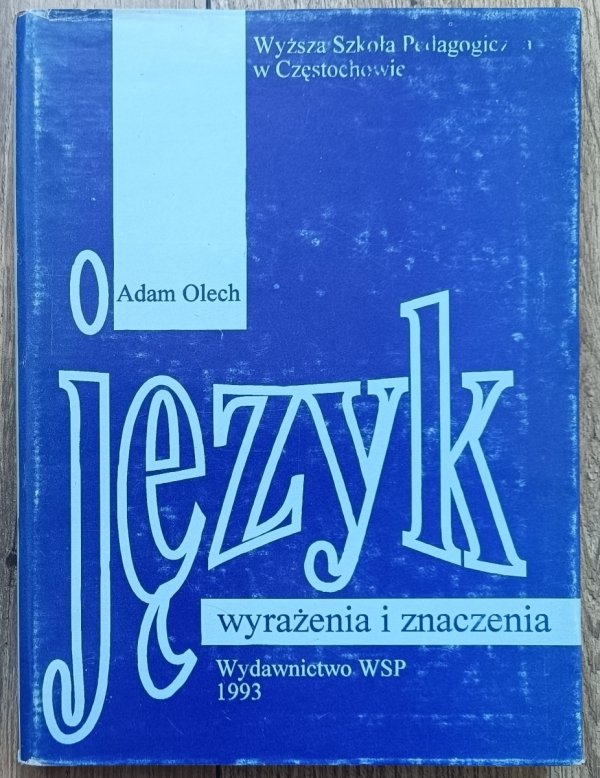 Wyższa Szkoła Pedagogiczna
w Częstochowie
Adam Olech
język
wyrażenia i znaczenia
Wydawnictwo WSP
1993